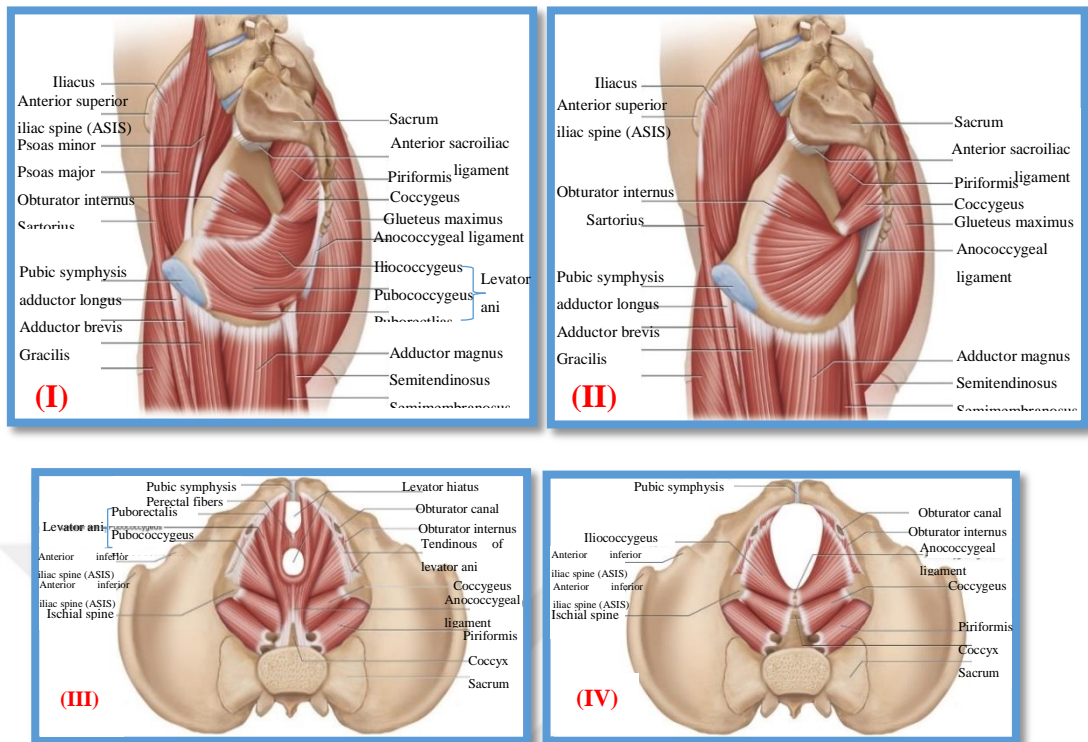 Iliacus
Anterior superior
iliac spine (ASIS)
Psoas minor
Psoas major
Obturator internus
Sartorius
Pubic symphysis
adductor longus
Adductor brevis
Gracilis
(I)
Sacrum
Anterior sacroiliac
ligament
Piriformis
Coccygeus
Glueteus maximus
Anococcygeal ligament
Iliococcygeus
Pubococcygeus
Levator
ani
Adductor magnus
Semitendinosus
Semimembranosus
Iliacus
Anterior superior
iliac spine (ASIS)
Obturator internus
Sartorius
Pubic symphysis
adductor longus
Adductor brevis
Gracilis
(II)
Sacrum
Anterior sacroiliac
ligament
Piriformis
Coccygeus
Glueteus maximus
Anococcygeal
ligament
Adductor magnus
Semitendinosus
Semimembranosus
Pubic symphysis
Perectal fibers
Puborectalis
Levator ani
Pubococcygeus
Anterior inferior
iliac spine (ASIS)
Anterior inferior
iliac spine (ASIS)
Ischial spine
(III)
Levator hiatus
Obturator canal
Obturator internus
Tendinous of
levator ani
Coccygeus
Anococcygeal
ligament
Piriformis
Coccyx
Sacrum
Pubic symphysis
Iliococcygeus
Anterior inferior
iliac spine (ASIS)
Anterior inferior
iliac spine (ASIS)
Ischial spine
(IV)
Obturator canal
Obturator internus
Anococcygeal
ligament
Coccygeus
Piriformis
Coccyx
Sacrum